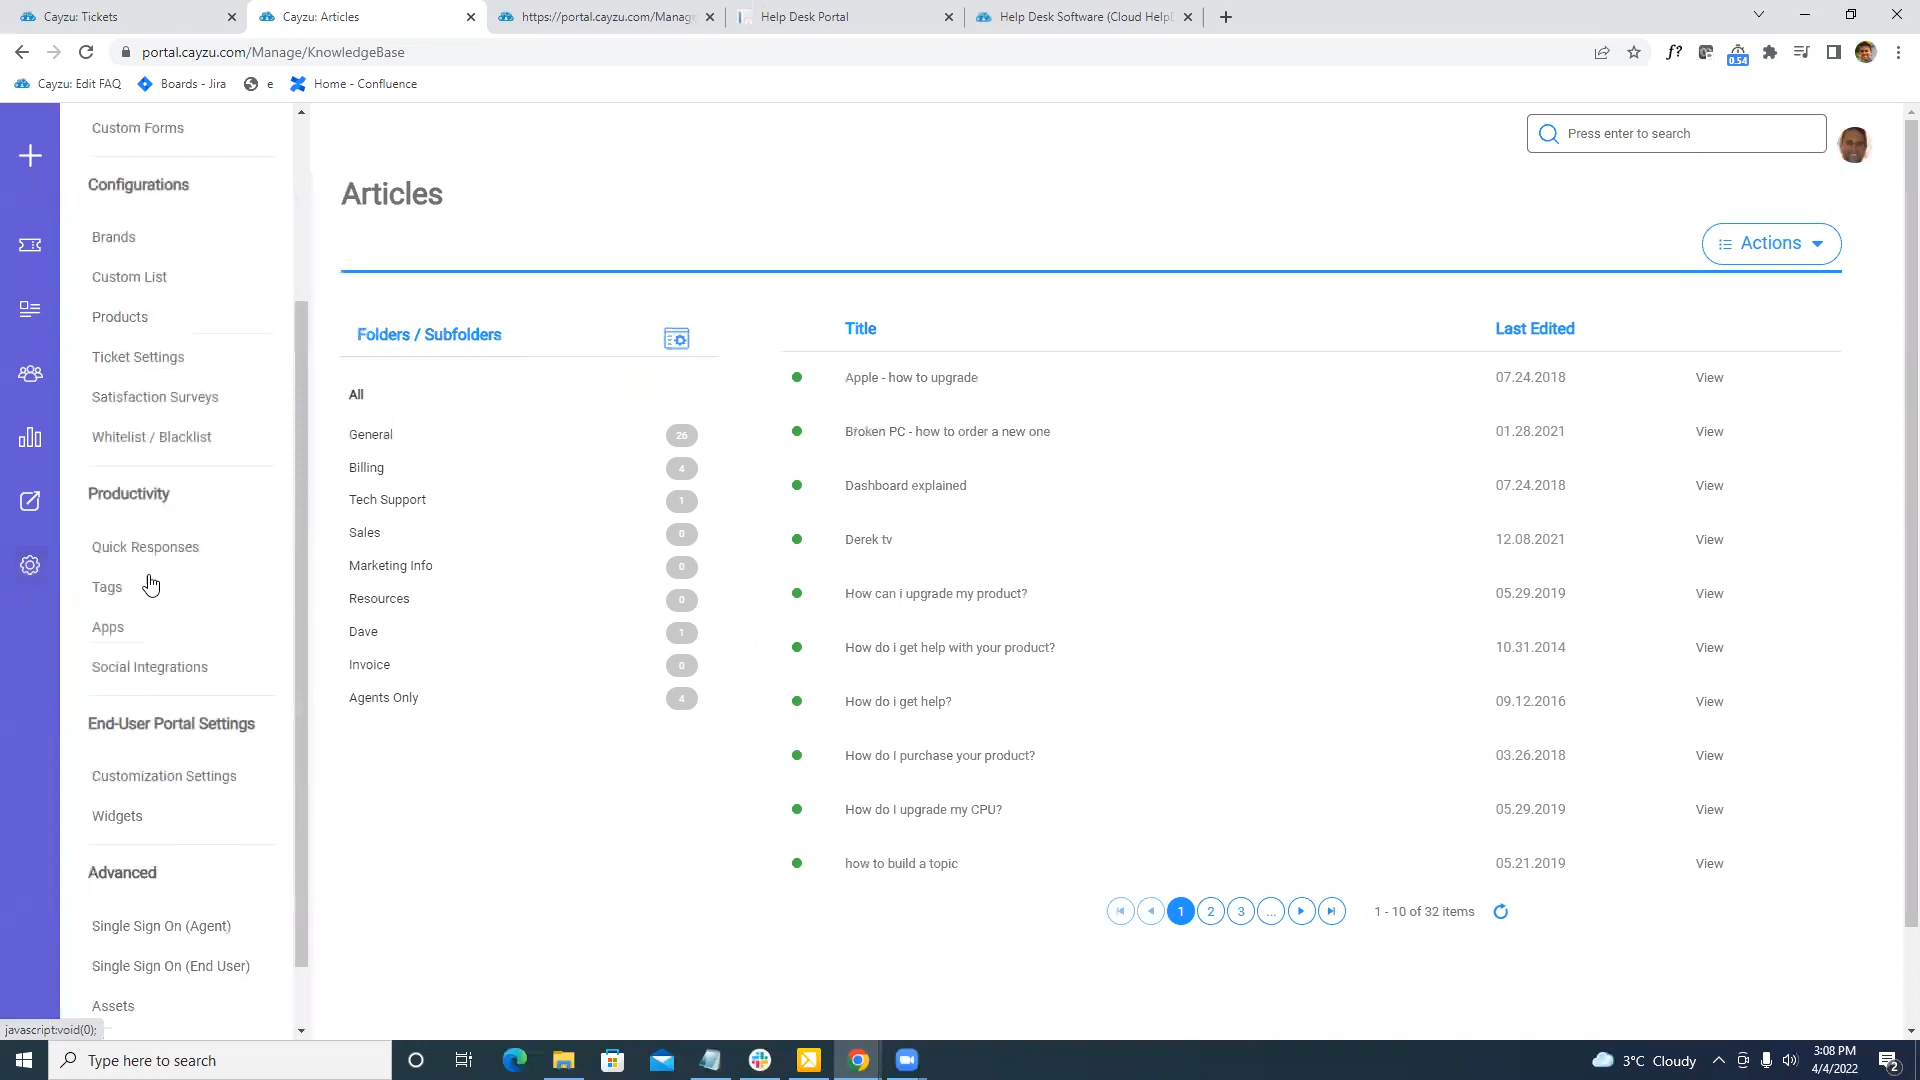 Cayzu: Tickets
Cayzu: Articles
https://portal.cayzu.com/Manage
Help Desk Portal
Help Desk Software (Cloud HelpD
portal.cayzu.com/Manage/KnowledgeBase
f?
0.54
Cayzu: Edit FAQ
Boards - Jira
e
Home - Confluence
Custom Forms
Configurations
Brands
Custom List
Products
Ticket Settings
Satisfaction Surveys
Whitelist / Blacklist
Productivity
Quick Responses
Tags
Apps
Social Integrations
End-User Portal Settings
Customization Settings
Widgets
Advanced
Single Sign On (Agent)
Single Sign On (End User)
Assets
javascript:void(0);
Press enter to search
Articles
Actions
Folders / Subfolders
All
General 26
Billing 4
Tech Support 1
Sales 0
Marketing Info 0
Resources 0
Dave 1
Invoice 0
Agents Only 4
Title Last Edited
Apple - how to upgrade 07.24.2018 View
Broken PC - how to order a new one 01.28.2021 View
Dashboard explained 07.24.2018 View
Derek tv 12.08.2021 View
How can i upgrade my product? 05.29.2019 View
How do i get help with your product? 10.31.2014 View
How do i get help? 09.12.2016 View
How do I purchase your product? 03.26.2018 View
How do I upgrade my CPU? 05.29.2019 View
how to build a topic 05.21.2019 View
1 2 3 ... 1 - 10 of 32 items
Type here to search
3°C Cloudy
3:08 PM
4/4/2022
2